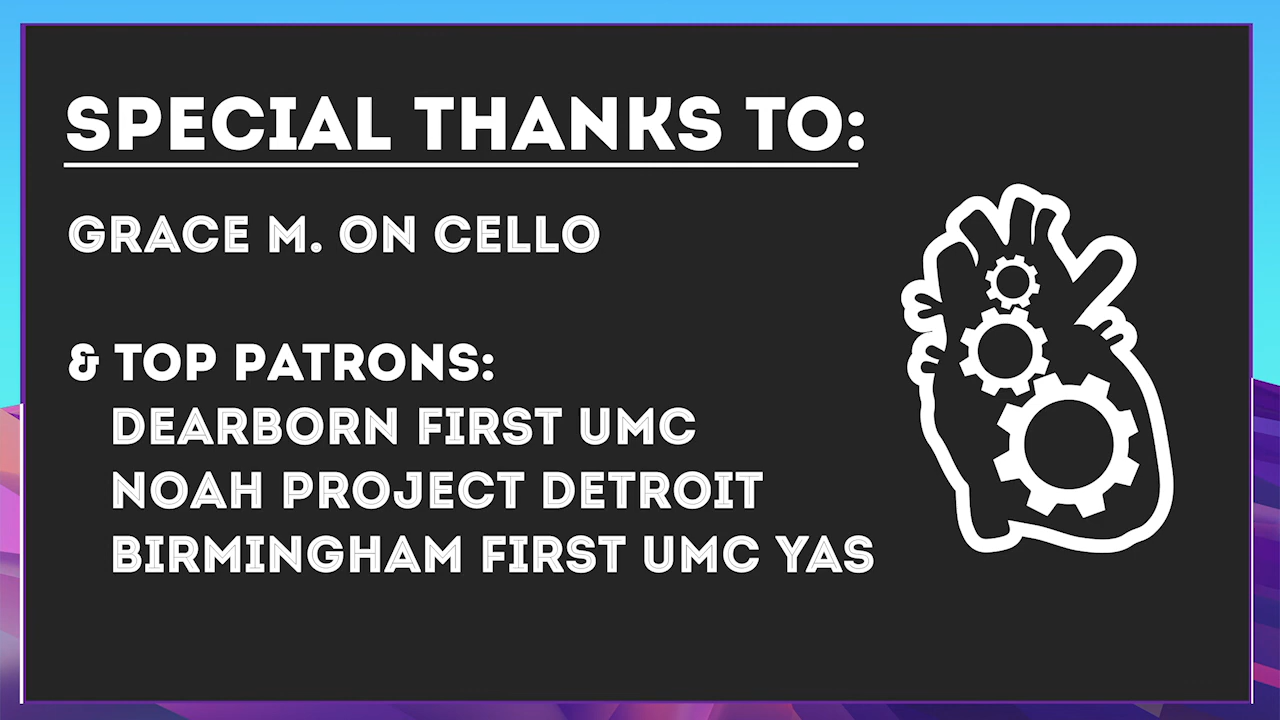 SPECIAL THANKS TO:
GRACE M. ON CELLO
& TOP PATRONS:
DEARBORN FIRST UMC
NOAH PROJECT DETROIT
BIRMINGHAM FIRST UMC YAS